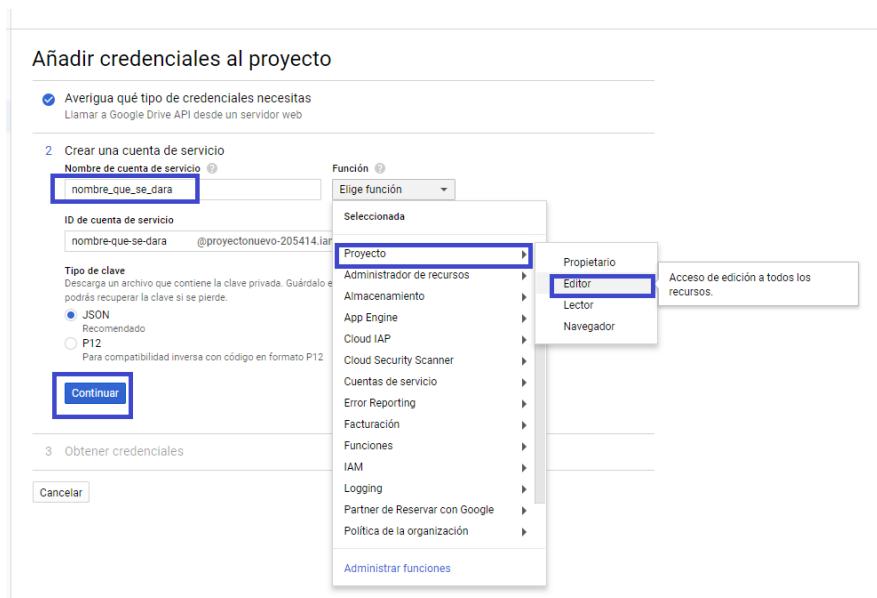 Añadir credenciales al proyecto
Averigua qué tipo de credenciales necesitas
Llamar a Google Drive API desde un servidor web
2 Crear una cuenta de servicio
Nombre de cuenta de servicio
Función
nombre_que_se_dara
Elige función
ID de cuenta de servicio
nombre-que-se-dara @proyectonuevo-205414.iam
Tipo de clave
Descarga un archivo que contiene la clave privada. Guárdalo e
podrás recuperar la clave si se pierde.
JSON
Recomendado
P12
Para compatibilidad inversa con código en formato P12
Continuar
3 Obtener credenciales
Cancelar
Seleccionada
Proyecto
Administrador de recursos
Almacenamiento
App Engine
Cloud IAP
Cloud Security Scanner
Cuentas de servicio
Error Reporting
Facturación
Funciones
IAM
Logging
Partner de Reservar con Google
Política de la organización
Administrar funciones
Propietario
Editor
Lector
Navegador
Acceso de edición a todos los
recursos.